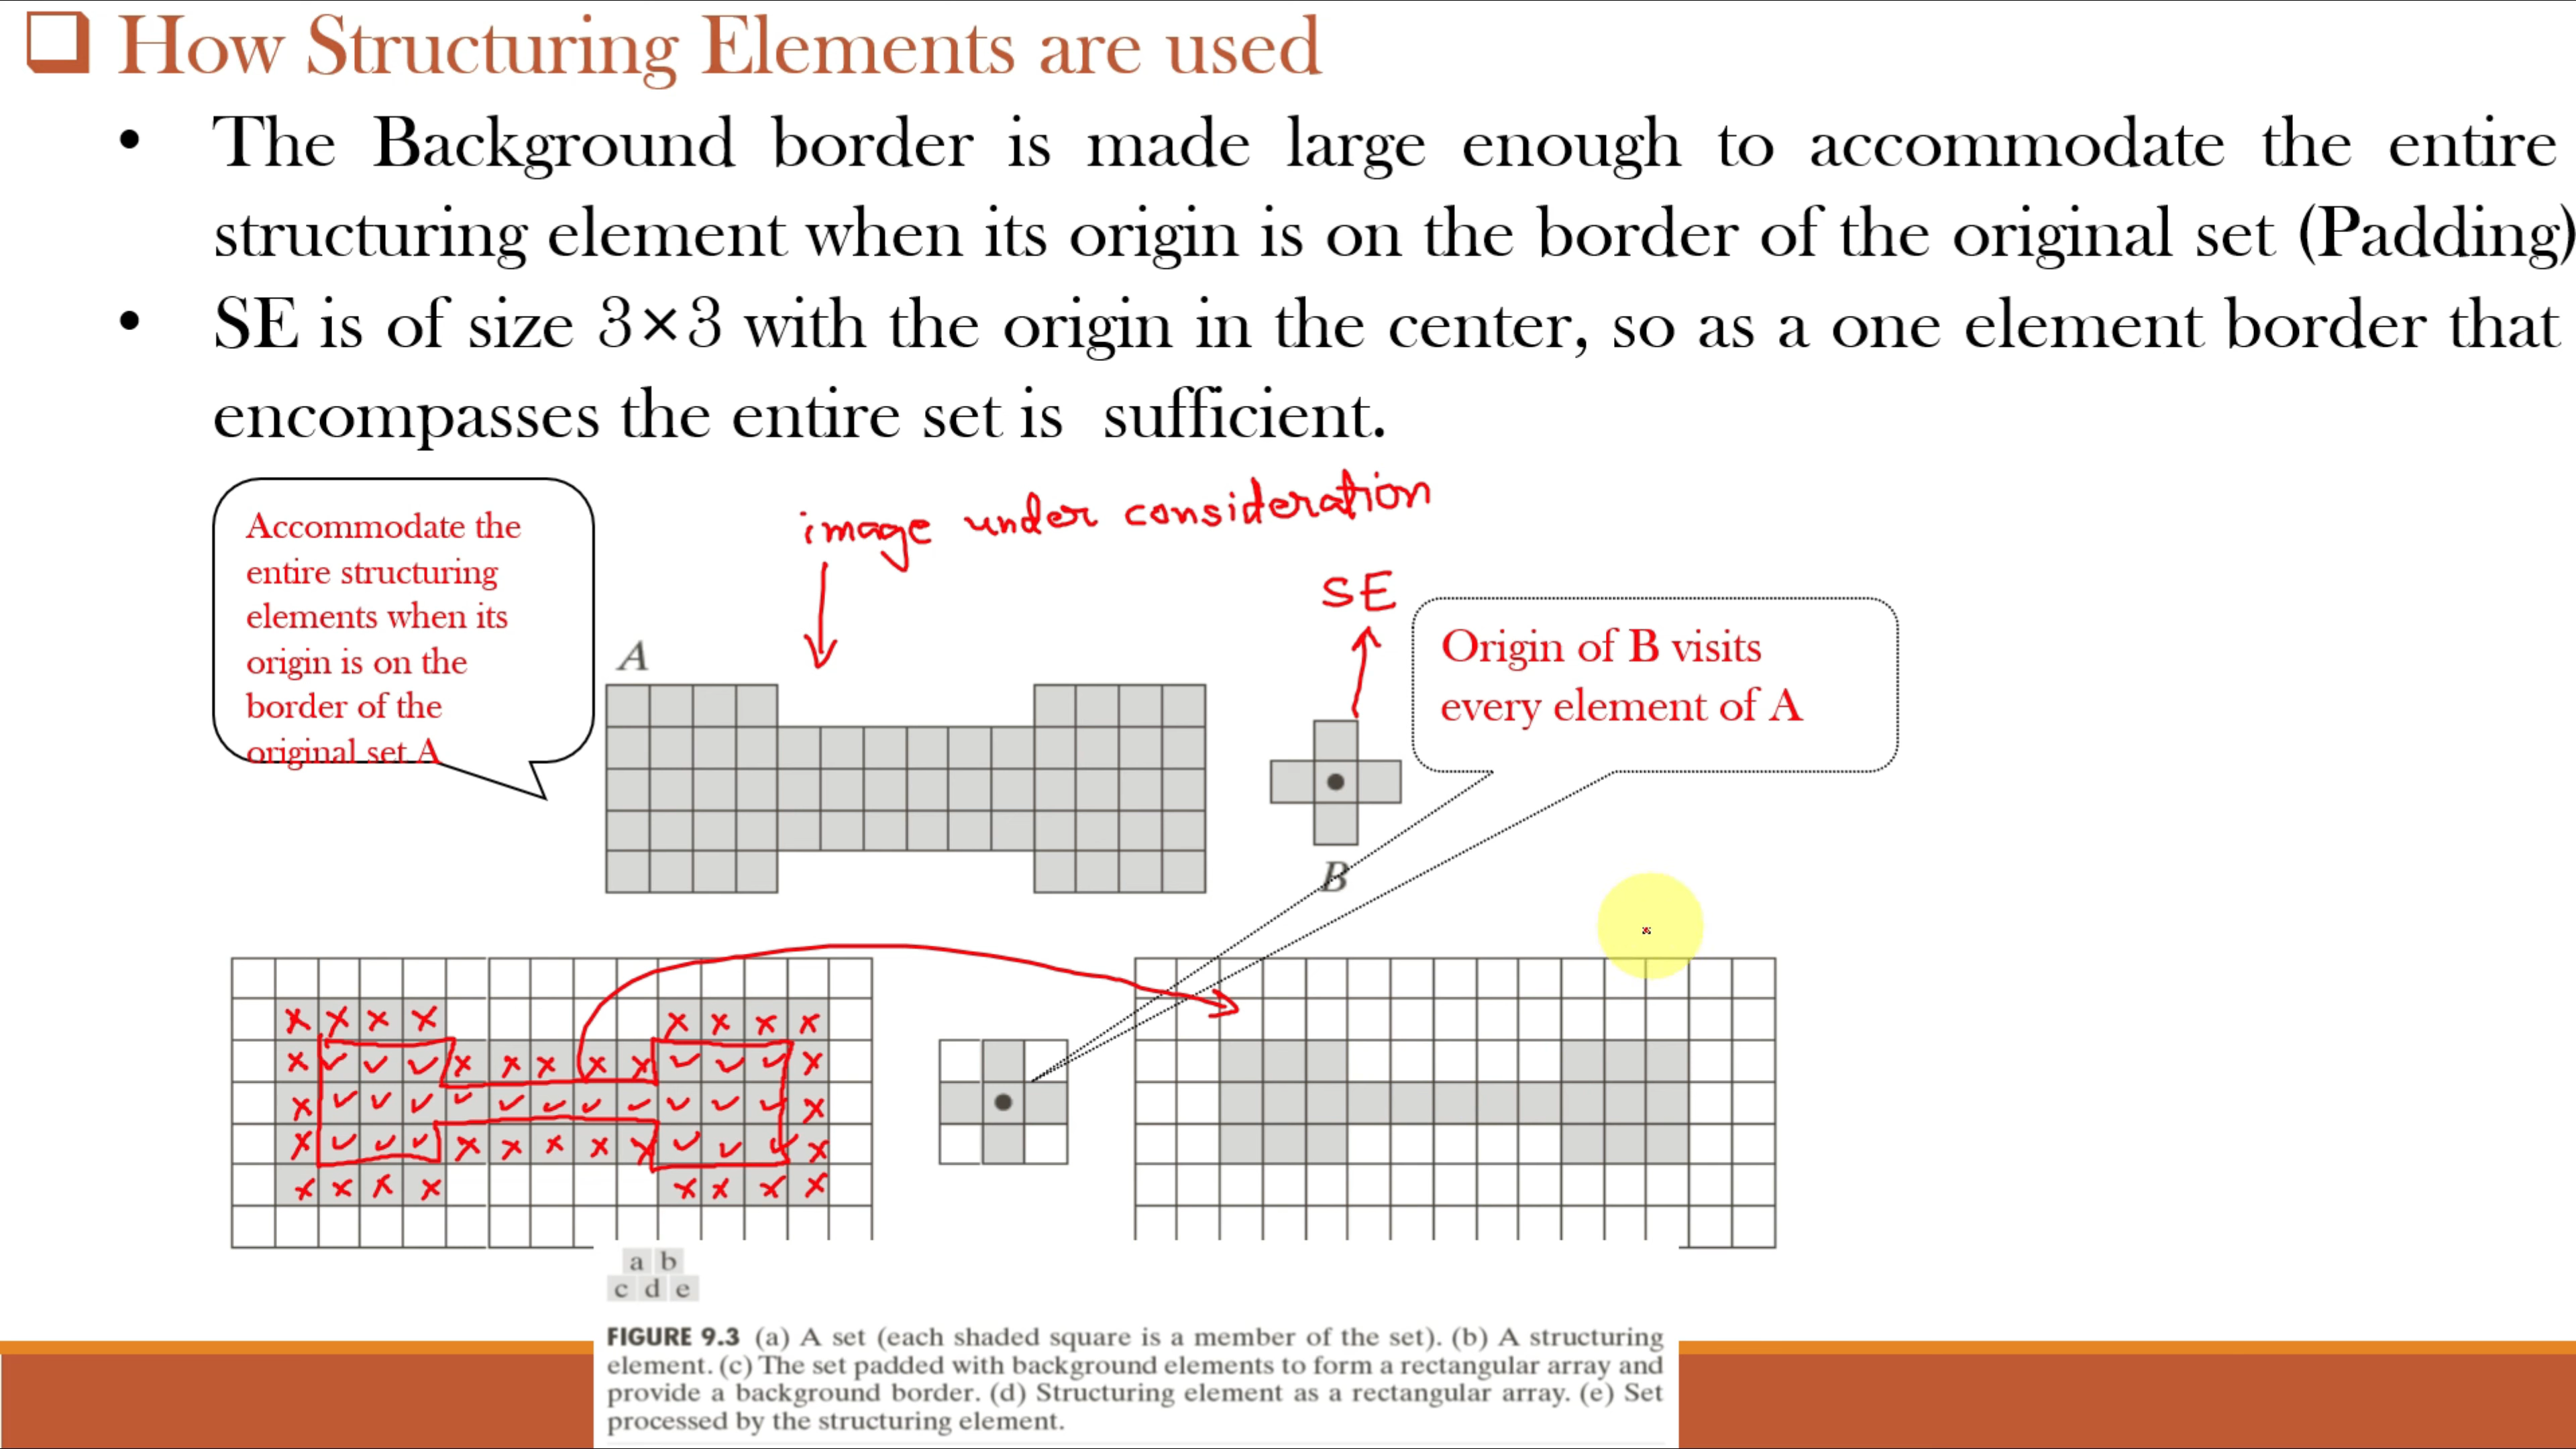 How Structuring Elements are used
• The Background border is made large enough to accommodate the entire
structuring element when its origin is on the border of the original set (Padding)
• SE is of size 3×3 with the origin in the center, so as a one element border that
encompasses the entire set is sufficient.
Accommodate the
entire structuring
elements when its
origin is on the
border of the
original set A
image under consideration
SE
Origin of B visits
every element of A
A
B
a b
c d e
FIGURE 9.3 (a) A set (each shaded square is a member of the set). (b) A structuring
element. (c) The set padded with background elements to form a rectangular array and
provide a background border. (d) Structuring element as a rectangular array. (e) Set
processed by the structuring element.